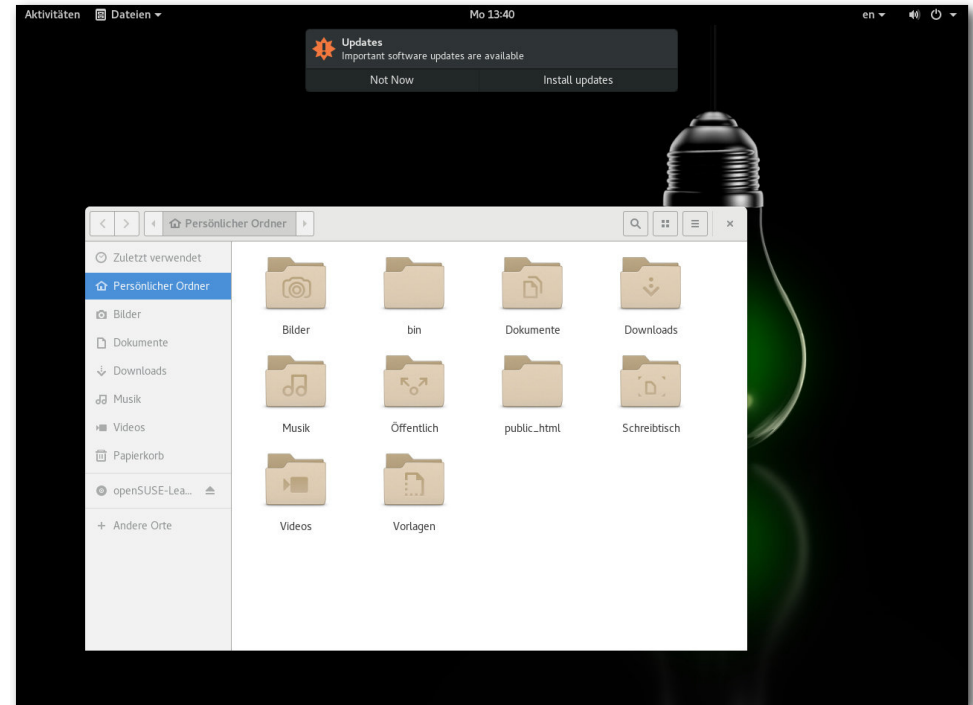 Aktivitäten Dateien Mo 13:40 en
Updates
Important software updates are available
Not Now Install updates
Persönlicher Ordner
Zuletzt verwendet
Persönlicher Ordner
Bilder
Dokumente
Downloads
Musik
Videos
Papierkorb
openSUSE-Lea...
+ Andere Orte
Bilder bin Dokumente Downloads
Musik Öffentlich public_html Schreibtisch
Videos Vorlagen